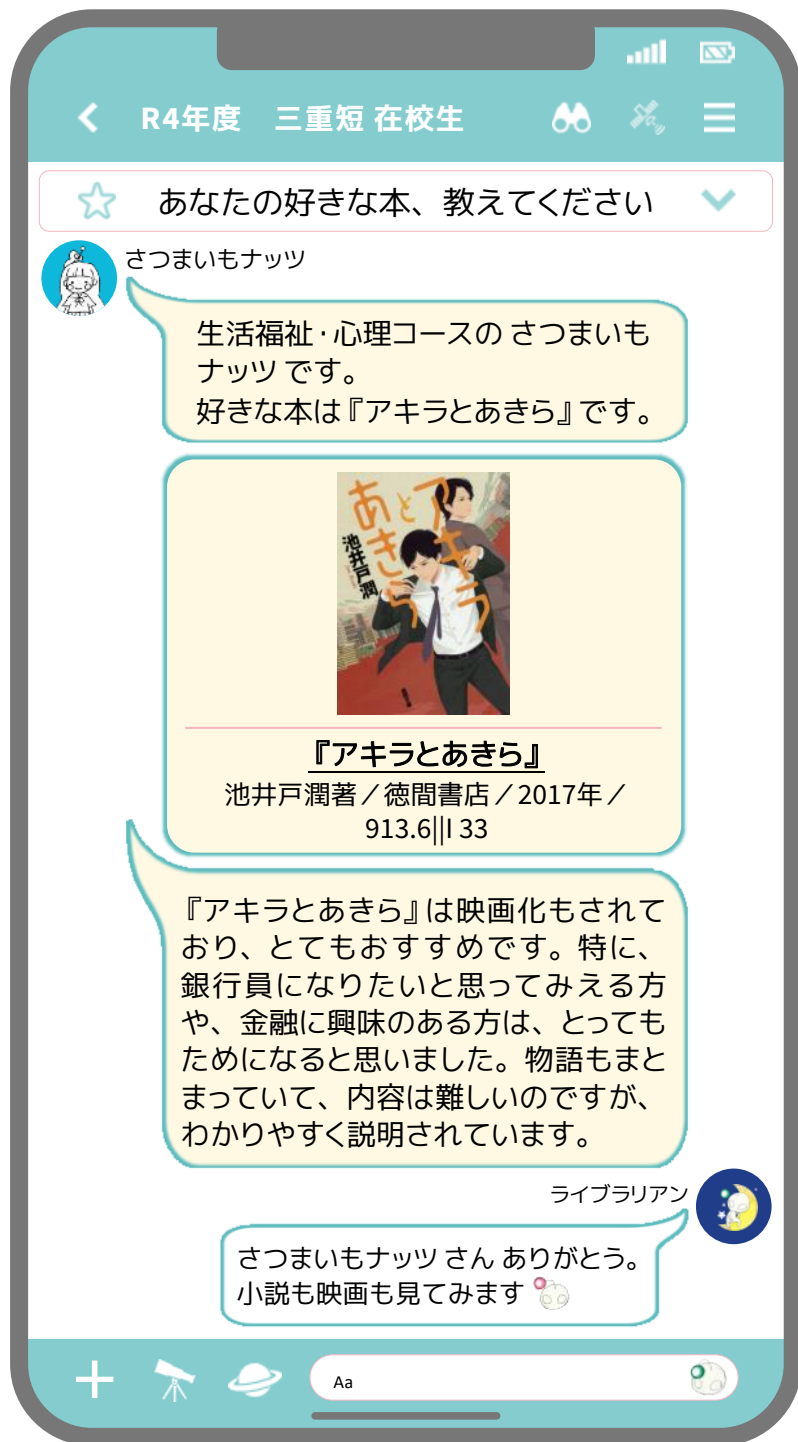 R4年度 三重短 在校生
あなたの好きな本、教えてください
さつまいもナッツ
生活福祉・心理コースの さつまいも
ナッツ です。
好きな本は『アキラとあきら』です。
アキラ
と
あきら
池井戸潤
『アキラとあきら』
池井戸潤著／徳間書店／2017年／
913.6||I 33
『アキラとあきら』は映画化もされて
おり、とてもおすすめです。特に、
銀行員になりたいと思ってみえる方
や、金融に興味のある方は、とっても
ためになると思いました。物語もまと
まっていて、内容は難しいのですが、
わかりやすく説明されています。
ライブラリアン
さつまいもナッツ さん ありがとう。
小説も映画も見てみます
Aa